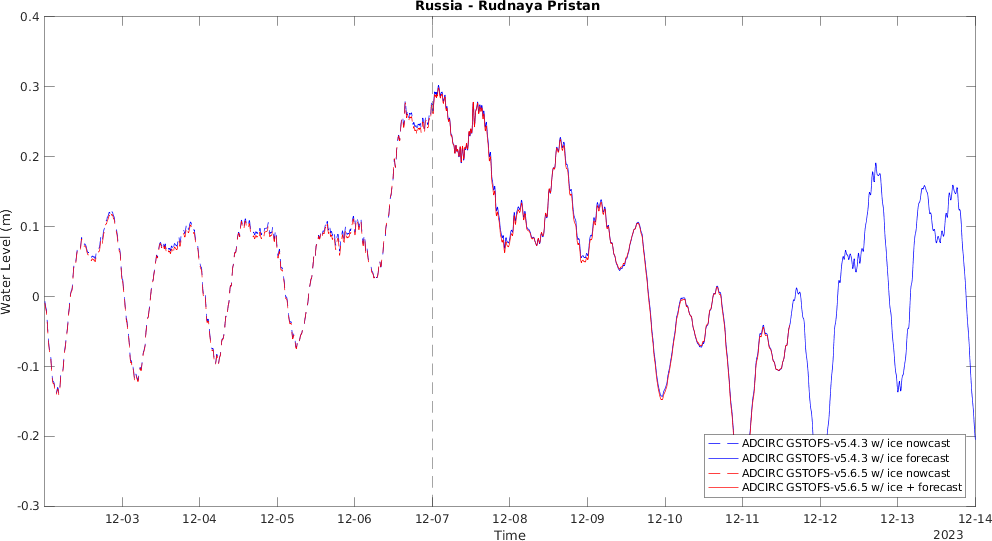 Russia - Rudnaya Pristan
Water Level (m)
0.4
0.3
0.2
0.1
0
-0.1
-0.2
-0.3
ADCIRC GSTOFS-v5.4.3 w/ ice nowcast
ADCIRC GSTOFS-v5.4.3 w/ ice forecast
ADCIRC GSTOFS-v5.6.5 w/ ice nowcast
ADCIRC GSTOFS-v5.6.5 w/ ice + forecast
12-03 12-04 12-05 12-06 12-07 12-08 12-09 12-10 12-11 12-12 12-13 12-14
Time 2023